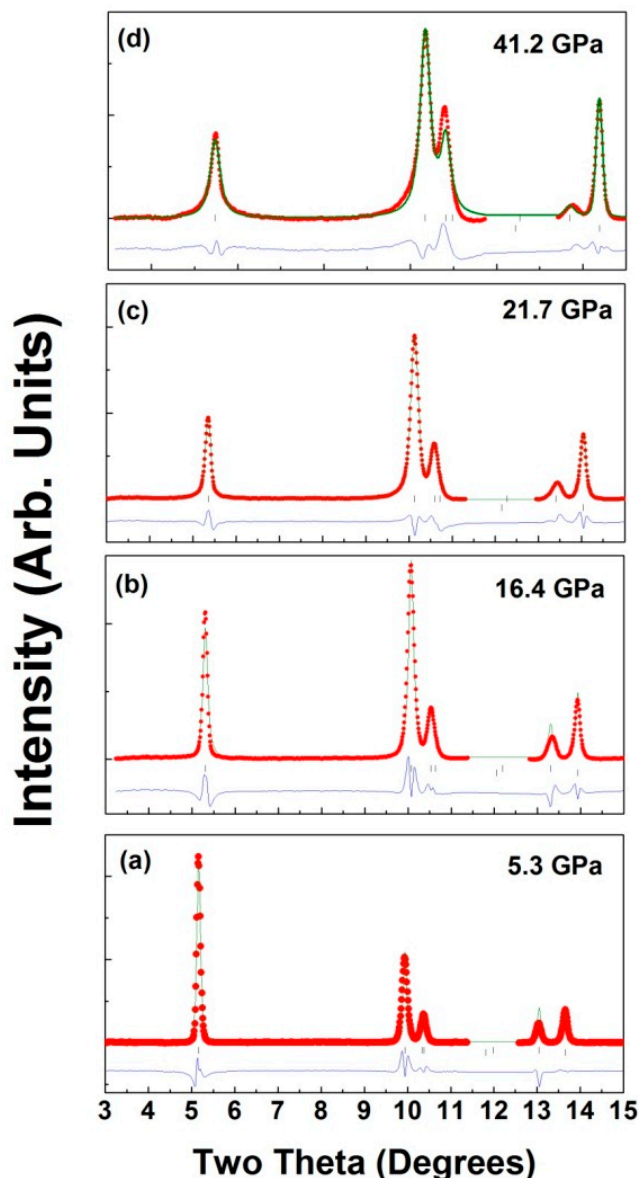 (d)
41.2 GPa
(c)
21.7 GPa
(b)
16.4 GPa
(a)
5.3 GPa
Intensity (Arb. Units)
3 4 5 6 7 8 9 10 11 12 13 14 15
Two Theta (Degrees)